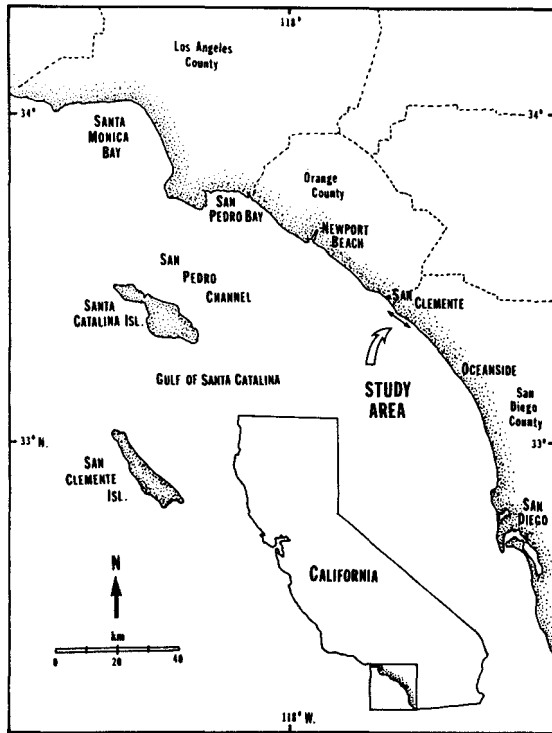 118°
Los Angeles
County
34°
34°
SANTA
MONICA
BAY
Orange
County
SAN
PEDRO BAY
NEWPORT
BEACH
SAN
PEDRO
CHANNEL
SAN
CLEMENTE
SANTA
CATALINA ISL.
OCEANSIDE
GULF OF SANTA CATALINA
STUDY
AREA
San
Diego
County
33° N.
33°
SAN
CLEMENTE
ISL.
SAN
DIEGO
N
CALIFORNIA
km
0 20 40
118° W.